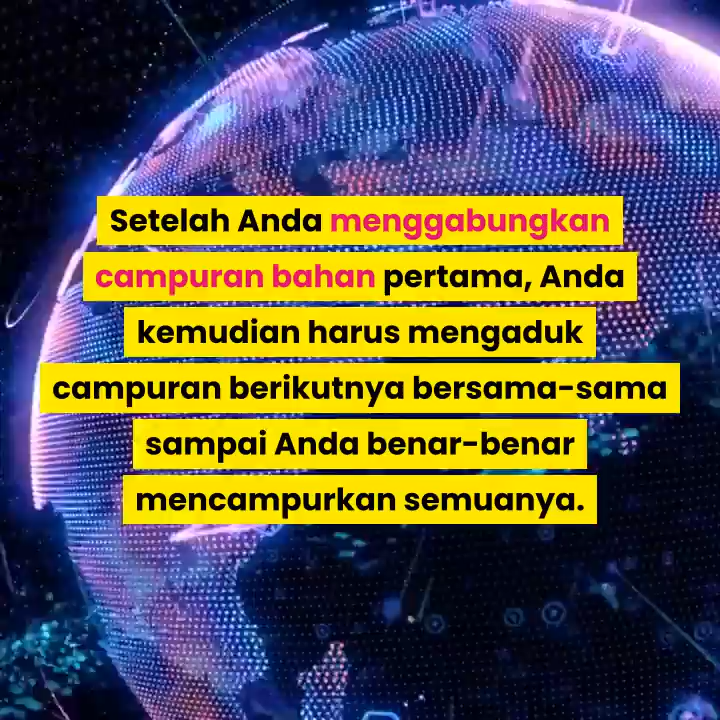 Setelah Anda menggabungkan
campuran bahan pertama, Anda
kemudian harus mengaduk
campuran berikutnya bersama-sama
sampai Anda benar-benar
mencampurkan semuanya.